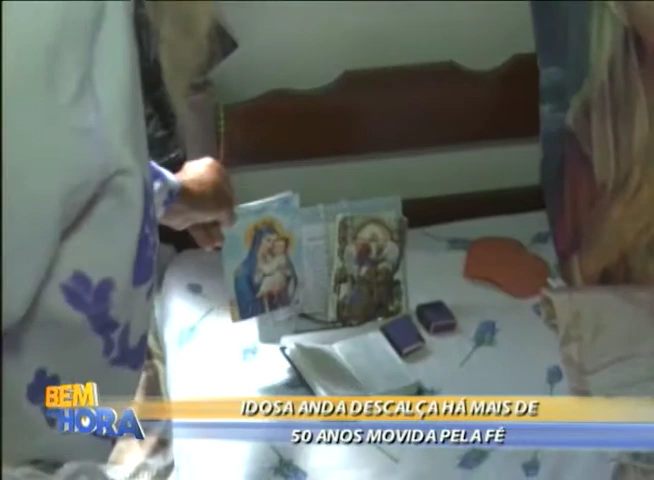 IDOSA ANDA DESCALÇA HÁ MAIS DE
50 ANOS MOVIDA PELA FÉ
BEM
HORA